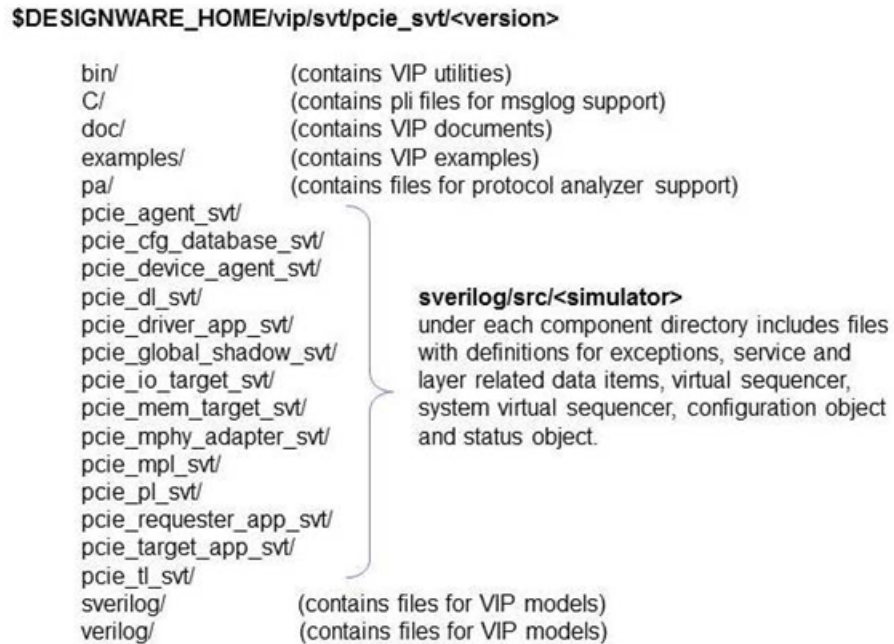 $DESIGNWARE_HOME/vip/svt/pcie_svt/<version>
bin/ (contains VIP utilities)
C/ (contains pli files for msglog support)
doc/ (contains VIP documents)
examples/ (contains VIP examples)
pa/ (contains files for protocol analyzer support)
pcie_agent_svt/
pcie_cfg_database_svt/
pcie_device_agent_svt/
pcie_dl_svt/
pcie_driver_app_svt/
pcie_global_shadow_svt/
pcie_io_target_svt/
pcie_mem_target_svt/
pcie_mphy_adapter_svt/
pcie_mpl_svt/
pcie_pl_svt/
pcie_requester_app_svt/
pcie_target_app_svt/
pcie_tl_svt/
sverilog/src/<simulator>
under each component directory includes files
with definitions for exceptions, service and
layer related data items, virtual sequencer,
system virtual sequencer, configuration object
and status object.
sverilog/ (contains files for VIP models)
verilog/ (contains files for VIP models)